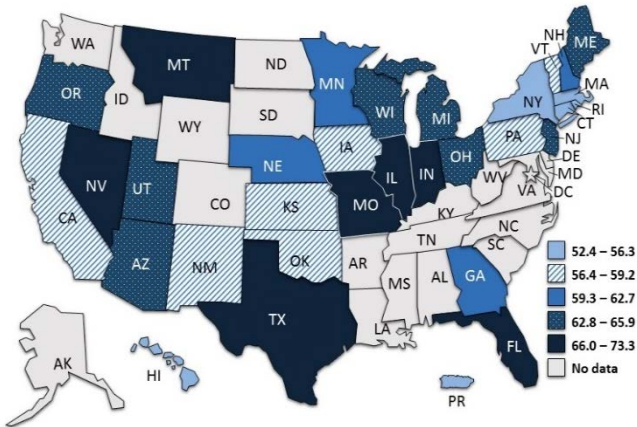 WA
MT
ND
MN
OR
ID
WY
SD
WI
MI
NH
VT
ME
NY
MA
RI
CT
PA
NJ
DE
MD
DC
NV
UT
CO
NE
IA
IL
IN
OH
WV
VA
CA
KS
MO
KY
NC
TN
SC
AZ
NM
OK
AR
MS
AL
GA
TX
LA
FL
AK
HI
PR
52.4 – 56.3
56.4 – 59.2
59.3 – 62.7
62.8 – 65.9
66.0 – 73.3
No data